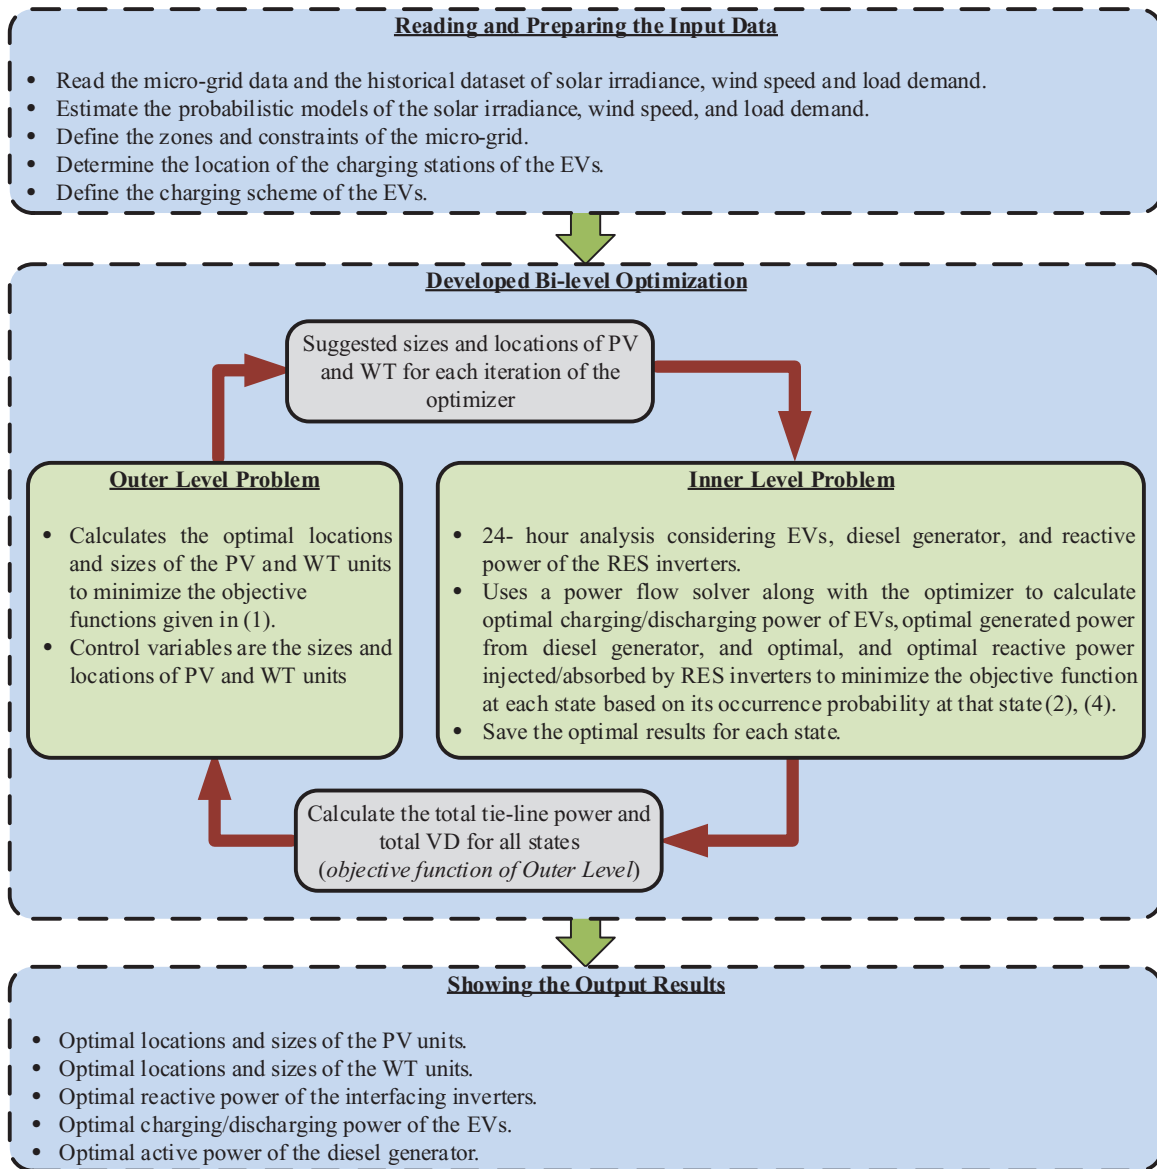 Reading and Preparing the Input Data
• Read the micro-grid data and the historical dataset of solar irradiance, wind speed and load demand.
• Estimate the probabilistic models of the solar irradiance, wind speed, and load demand.
• Define the zones and constraints of the micro-grid.
• Determine the location of the charging stations of the EVs.
• Define the charging scheme of the EVs.
Developed Bi-level Optimization
Suggested sizes and locations of PV
and WT for each iteration of the
optimizer
Outer Level Problem
• Calculates the optimal locations
and sizes of the PV and WT units
to minimize the objective
functions given in (1).
• Control variables are the sizes and
locations of PV and WT units
Inner Level Problem
• 24- hour analysis considering EVs, diesel generator, and reactive
power of the RES inverters.
• Uses a power flow solver along with the optimizer to calculate
optimal charging/discharging power of EVs, optimal generated power
from diesel generator, and optimal, and optimal reactive power
injected/absorbed by RES inverters to minimize the objective function
at each state based on its occurrence probability at that state (2), (4).
• Save the optimal results for each state.
Calculate the total tie-line power and
total VD for all states
(objective function of Outer Level)
Showing the Output Results
• Optimal locations and sizes of the PV units.
• Optimal locations and sizes of the WT units.
• Optimal reactive power of the interfacing inverters.
• Optimal charging/discharging power of the EVs.
• Optimal active power of the diesel generator.